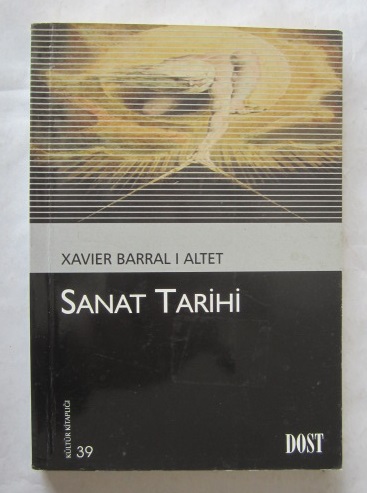 XAVIER BARRAL I ALTET
SANAT TARİHİ
KÜLTÜR KİTAPLIĞI
39
DOST